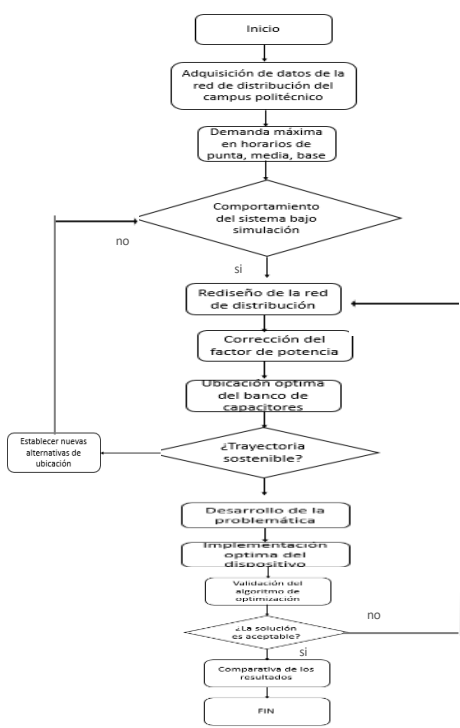 Inicio
Adquisición de datos de la
red de distribución del
campus politécnico
Demanda máxima
en horarios de
punta, media, base
Comportamiento
del sistema bajo
simulación
no
si
Rediseño de la red
de distribución
Corrección del
factor de potencia
Ubicación optima
del banco de
capacitores
Establecer nuevas
alternativas de
ubicación
¿Trayectoria
sostenible?
Desarrollo de la
problemática
Implementación
optima del
dispositivo
Validación del
algoritmo de
optimización
¿La solución
es aceptable?
no
si
Comparativa de los
resultados
FIN